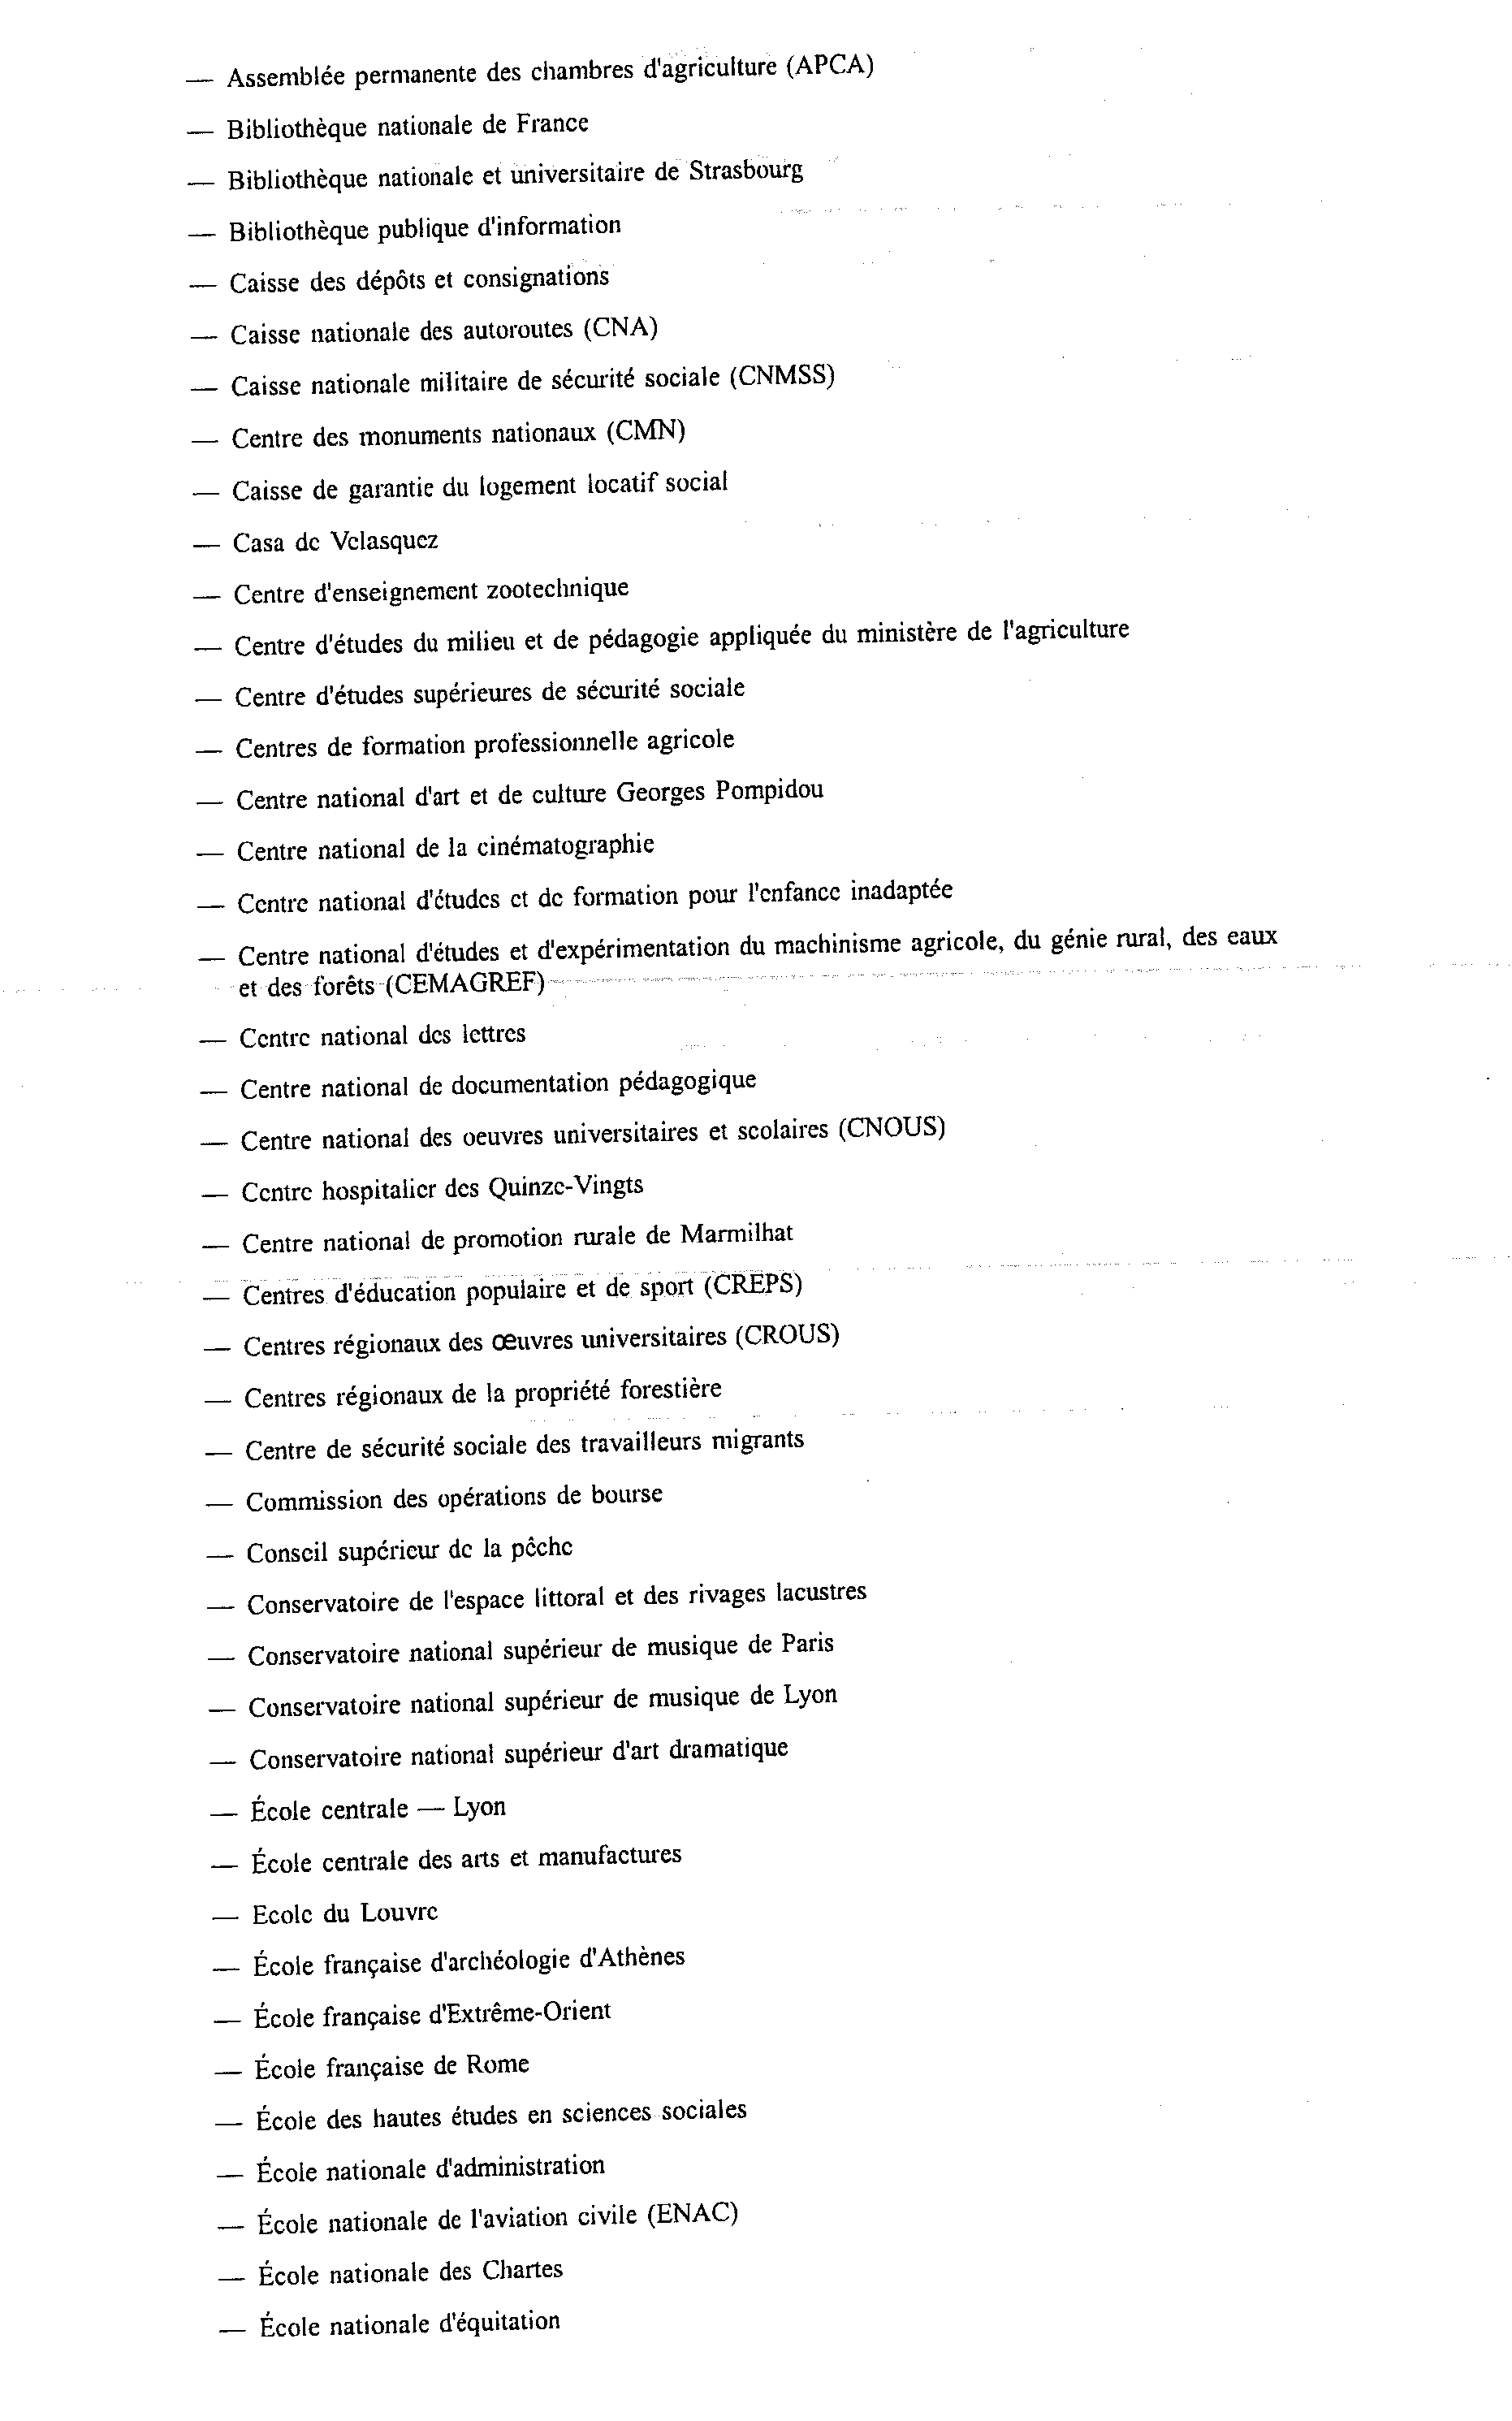 — Assemblée permanente des chambres d'agriculture (APCA)
— Bibliothèque nationale de France
— Bibliothèque nationale et universitaire de Strasbourg
— Bibliothèque publique d'information
— Caisse des dépôts et consignations
— Caisse nationale des autoroutes (CNA)
— Caisse nationale militaire de sécurité sociale (CNMSS)
— Centre des monuments nationaux (CMN)
— Caisse de garantie du logement locatif social
— Casa de Velasquez
— Centre d'enseignement zootechnique
— Centre d'études du milieu et de pédagogie appliquée du ministère de l'agriculture
— Centre d'études supérieures de sécurité sociale
— Centres de formation professionnelle agricole
— Centre national d'art et de culture Georges Pompidou
— Centre national de la cinématographie
— Centre national d'études et de formation pour l'enfance inadaptée
— Centre national d'études et d'expérimentation du machinisme agricole, du génie rural, des eaux
et des forêts (CEMAGREF)
— Centre national des lettres
— Centre national de documentation pédagogique
— Centre national des oeuvres universitaires et scolaires (CNOUS)
— Centre hospitalier des Quinze-Vingts
— Centre national de promotion rurale de Marmilhat
— Centres d'éducation populaire et de sport (CREPS)
— Centres régionaux des œuvres universitaires (CROUS)
— Centres régionaux de la propriété forestière
— Centre de sécurité sociale des travailleurs migrants
— Commission des opérations de bourse
— Conseil supérieur de la pêche
— Conservatoire de l'espace littoral et des rivages lacustres
— Conservatoire national supérieur de musique de Paris
— Conservatoire national supérieur de musique de Lyon
— Conservatoire national supérieur d'art dramatique
— École centrale — Lyon
— École centrale des arts et manufactures
— Ecole du Louvre
— École française d'archéologie d'Athènes
— École française d'Extrême-Orient
— École française de Rome
— École des hautes études en sciences sociales
— École nationale d'administration
— École nationale de l'aviation civile (ENAC)
— École nationale des Chartes
— École nationale d'équitation